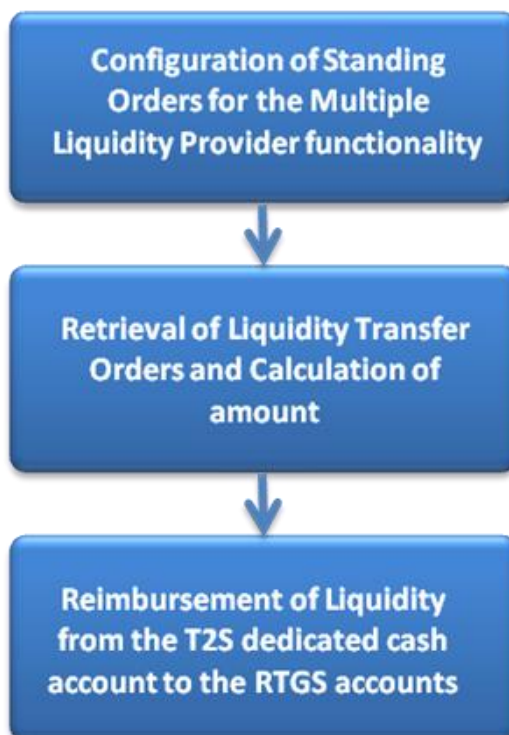 Configuration of Standing
Orders for the Multiple
Liquidity Provider functionality
Retrieval of Liquidity Transfer
Orders and Calculation of
amount
Reimbursement of Liquidity
from the T2S dedicated cash
account to the RTGS accounts